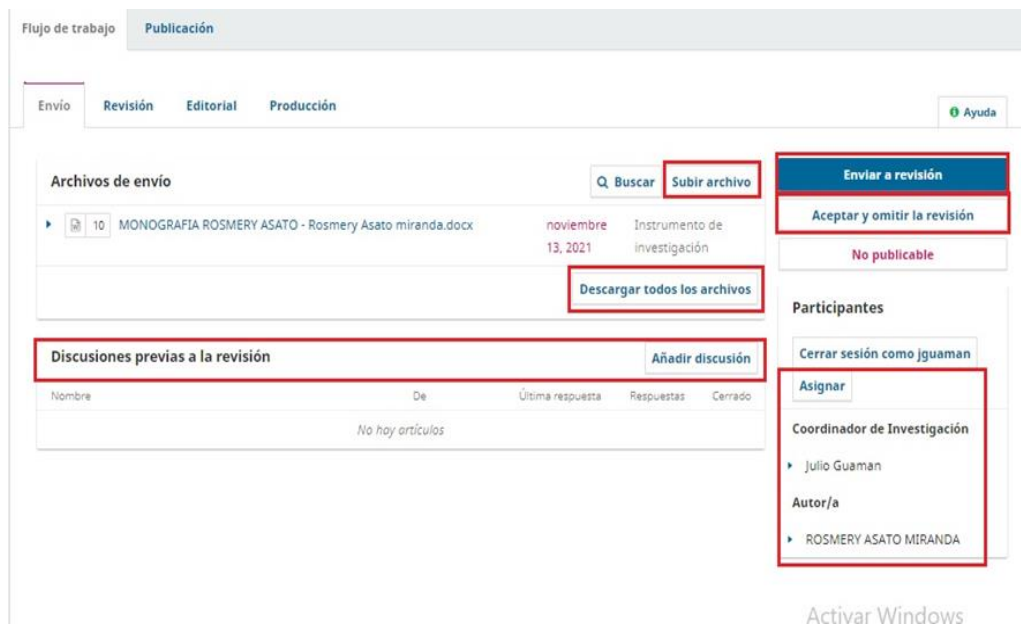 Flujo de trabajo
Publicación
Envío
Revisión
Editorial
Producción
Ayuda
Archivos de envío
Buscar
Subir archivo
10 MONOGRAFIA ROSMERY ASATO - Rosmery Asato miranda.docx
noviembre
13, 2021
Instrumento de
investigación
Descargar todos los archivos
Discusiones previas a la revisión
Añadir discusión
Nombre
De
Última respuesta
Respuestas
Cerrado
No hay artículos
Enviar a revisión
Aceptar y omitir la revisión
No publicable
Participantes
Cerrar sesión como jguaman
Asignar
Coordinador de Investigación
Julio Guaman
Autor/a
ROSMERY ASATO MIRANDA
Activar Windows